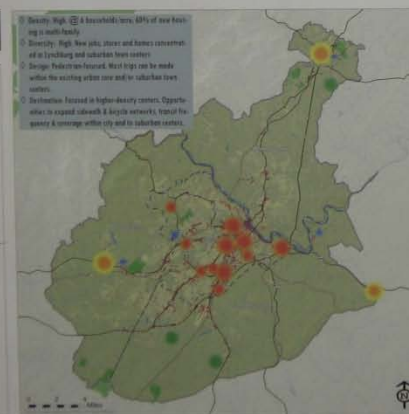 Density: High. @ 6 households/acre, 60% of new hous-
ing is multi-family.
Diversity: High. New jobs, stores and homes concentrat-
ed in Lynchburg and suburban town centers
Design: Pedestrian-focused. Most trips can be made
within the existing urban core and/or suburban town
centers.
Destination: Focused in higher-density centers. Opportu-
nities to expand sidewalk & bicycle networks, transit fre-
quency & coverage within city and to suburban centers.
0 2 4
Miles
N